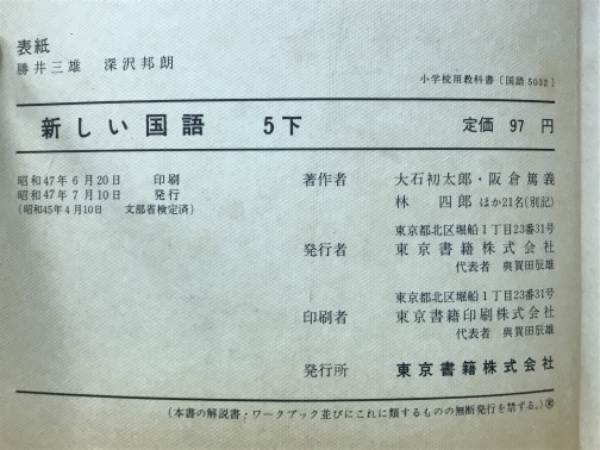 表紙
勝井三雄 深沢邦朗
小学校用教科書〔国語5032〕
新しい国語 5下 定価 97 円
昭和47年6月20日 印刷
昭和47年7月10日 発行
(昭和45年4月10日 文部省検定済)
著作者 大石初太郎・阪倉篤義
林 四郎 ほか21名(別記)
東京都北区堀船1丁目23番31号
発行者 東京書籍株式会社
代表者 與賀田辰雄
東京都北区堀船1丁目23番31号
印刷者 東京書籍印刷株式会社
代表者 與賀田辰雄
発行所 東京書籍株式会社
(本書の解説書・ワークブック並びにこれに類するものの無断発行を禁ずる。)